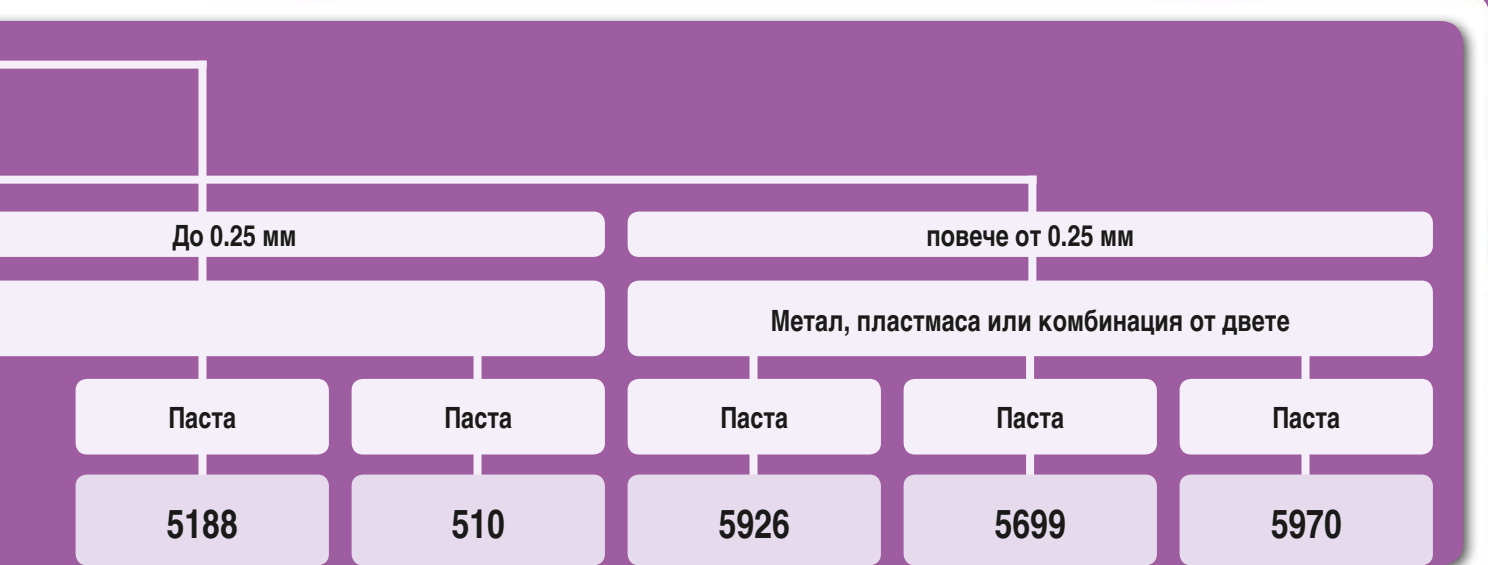 До 0.25 мм
повече от 0.25 мм
Метал, пластмаса или комбинация от двете
Паста
Паста
Паста
Паста
Паста
5188
510
5926
5699
5970